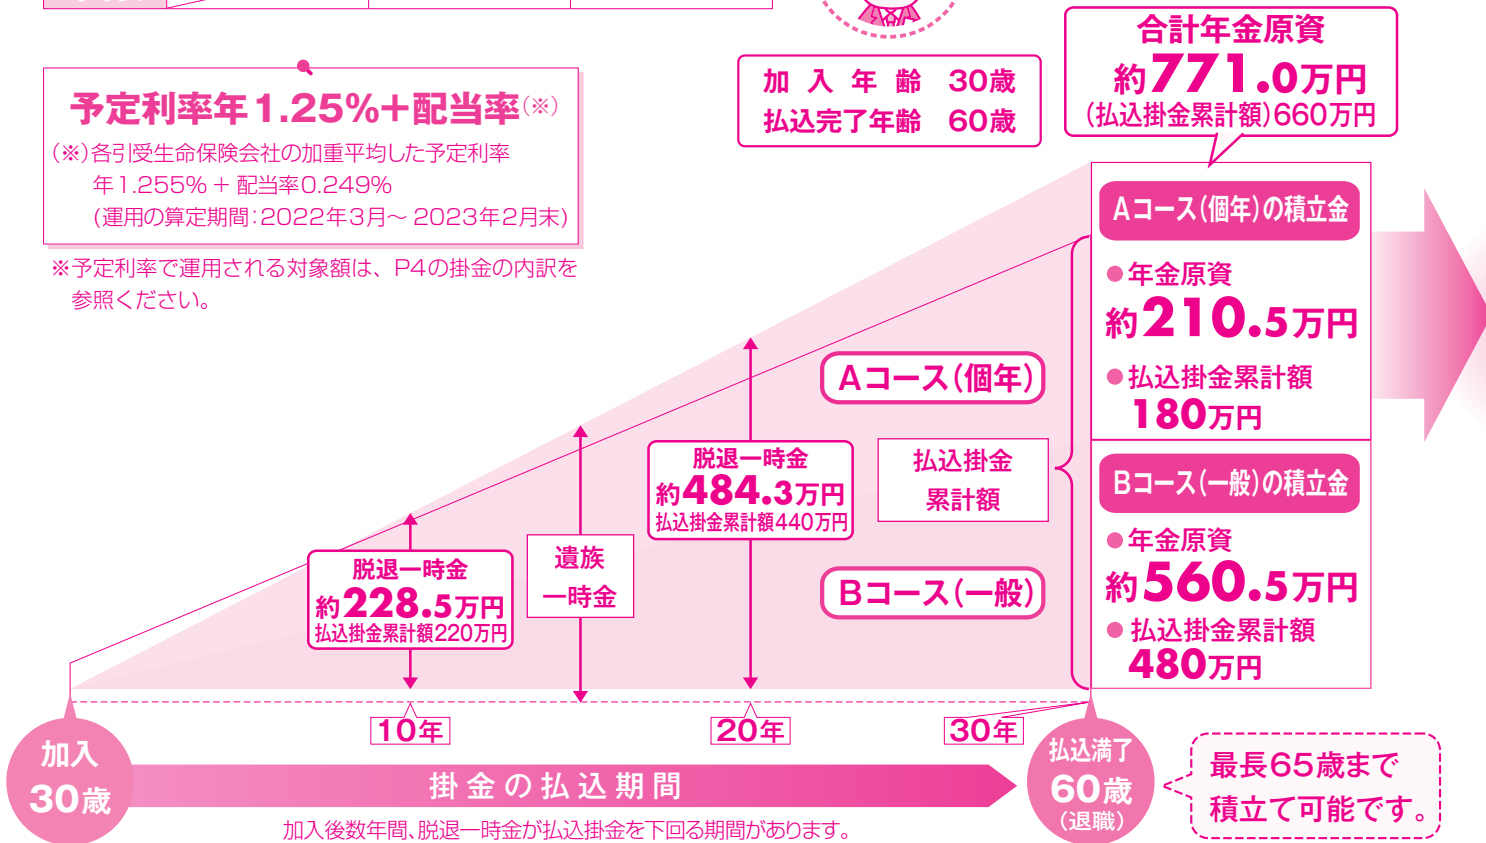 合計年金原資
約771.0万円
(払込掛金累計額)660万円
加入年齢 30歳
払込完了年齢 60歳
予定利率年1.25%+配当率(※)
(※)各引受生命保険会社の加重平均した予定利率
年1.255% + 配当率0.249%
(運用の算定期間：2022年3月～2023年2月末)
※予定利率で運用される対象額は、P4の掛金の内訳を
参照ください。
Aコース(個年)の積立金
●年金原資
約210.5万円
●払込掛金累計額
180万円
Aコース(個年)
払込掛金
累計額
脱退一時金
約484.3万円
払込掛金累計額440万円
Bコース(一般)の積立金
●年金原資
約560.5万円
●払込掛金累計額
480万円
Bコース(一般)
遺族
一時金
脱退一時金
約228.5万円
払込掛金累計額220万円
10年
20年
30年
加入
30歳
掛金の払込期間
払込満了
60歳
(退職)
最長65歳まで
積立て可能です。
加入後数年間、脱退一時金が払込掛金を下回る期間があります。